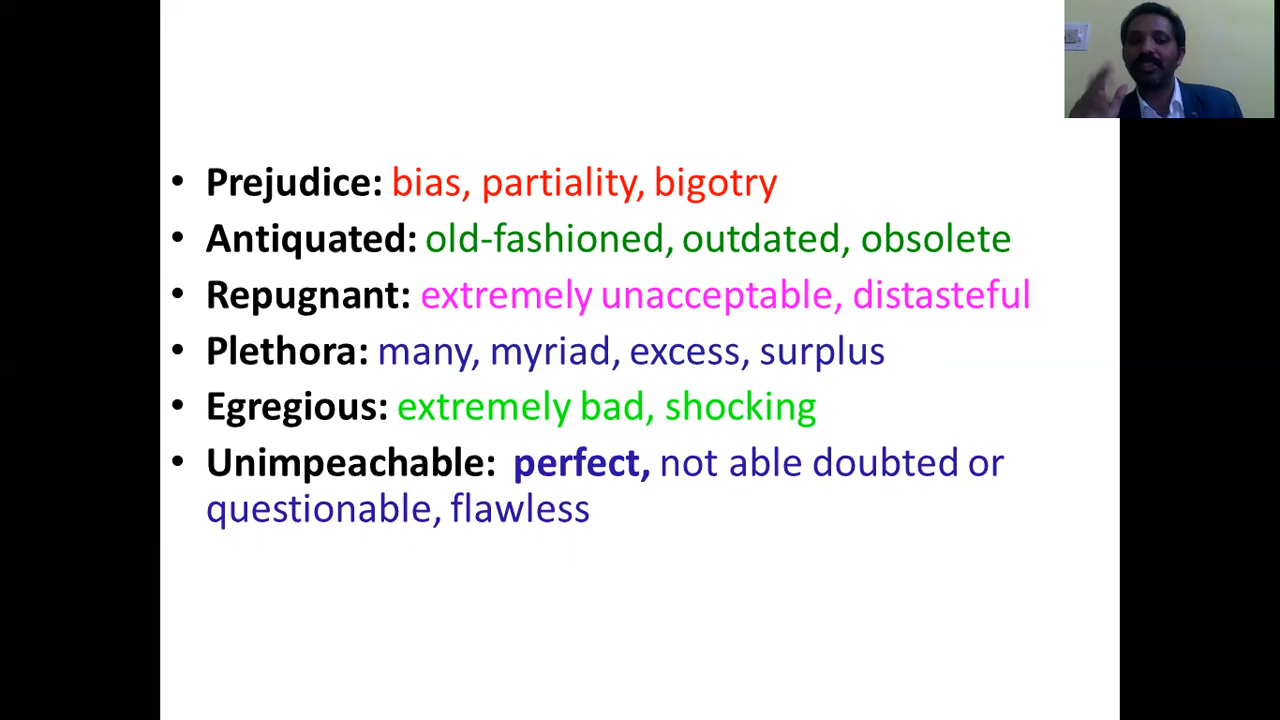 • Prejudice: bias, partiality, bigotry
• Antiquated: old-fashioned, outdated, obsolete
• Repugnant: extremely unacceptable, distasteful
• Plethora: many, myriad, excess, surplus
• Egregious: extremely bad, shocking
• Unimpeachable: perfect, not able doubted or
questionable, flawless